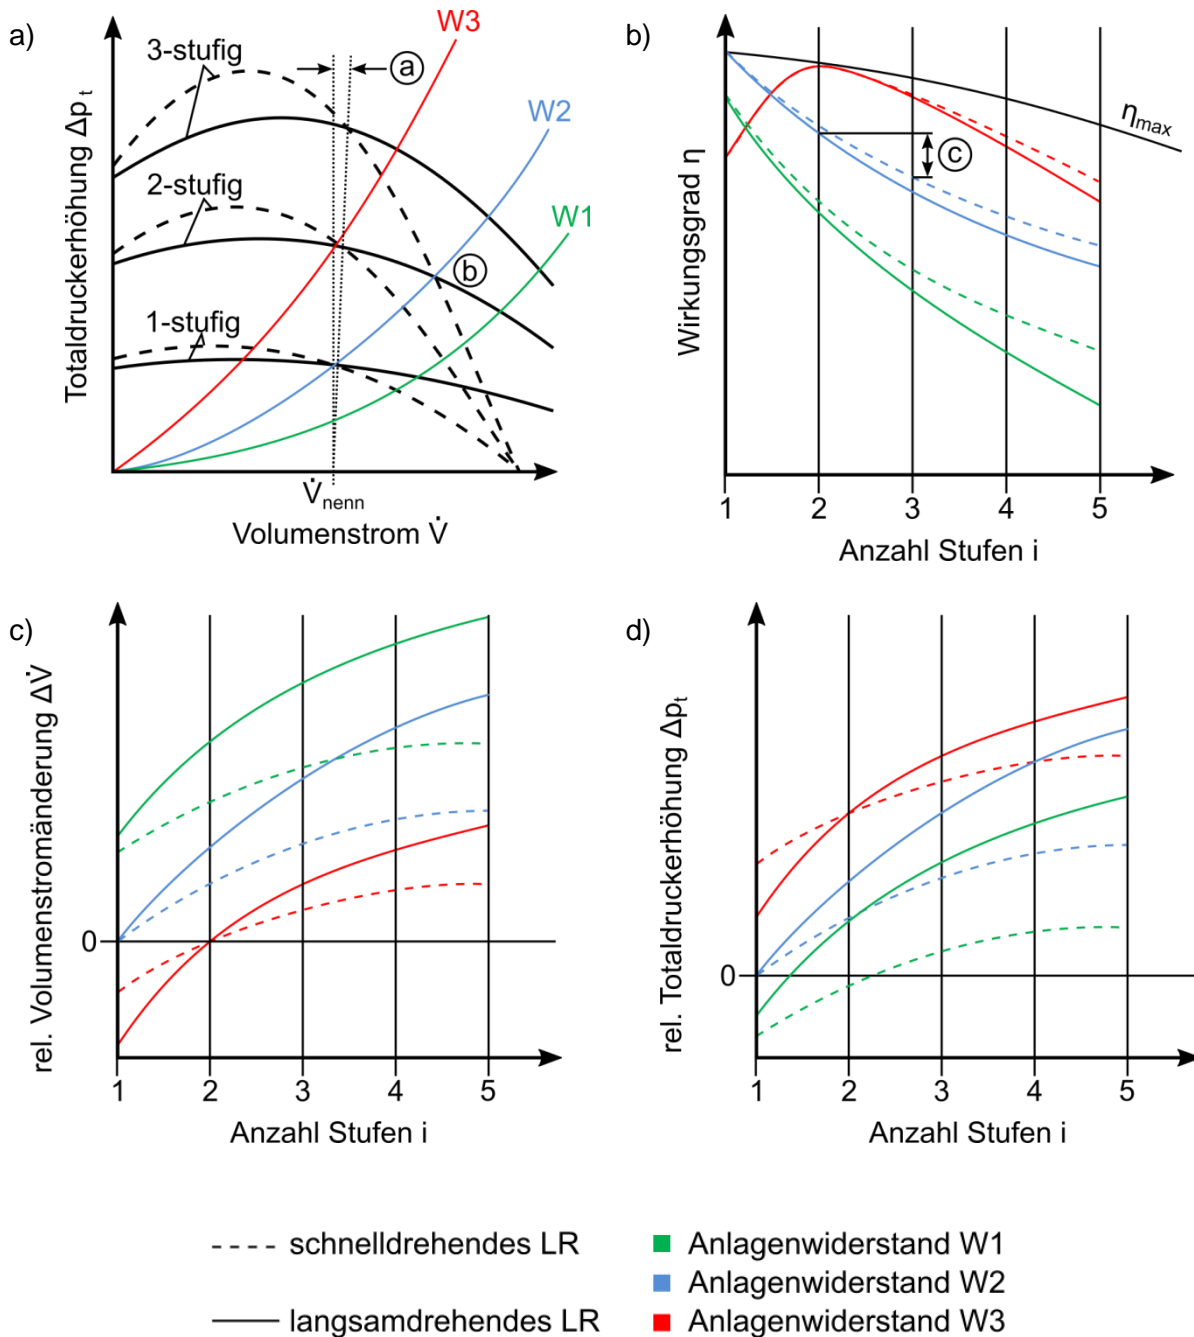 a)
Totaldruckerhöhung Δpt
3-stufig
2-stufig
1-stufig
a
b
W3
W2
W1
V̇nenn
Volumenstrom V̇
b)
Wirkungsgrad η
ηmax
c
1 2 3 4 5
Anzahl Stufen i
c)
rel. Volumenstromänderung ΔV̇
0
1 2 3 4 5
Anzahl Stufen i
d)
rel. Totaldruckerhöhung Δpt
0
1 2 3 4 5
Anzahl Stufen i
schnelldrehendes LR
langsamdrehendes LR
Anlagenwiderstand W1
Anlagenwiderstand W2
Anlagenwiderstand W3